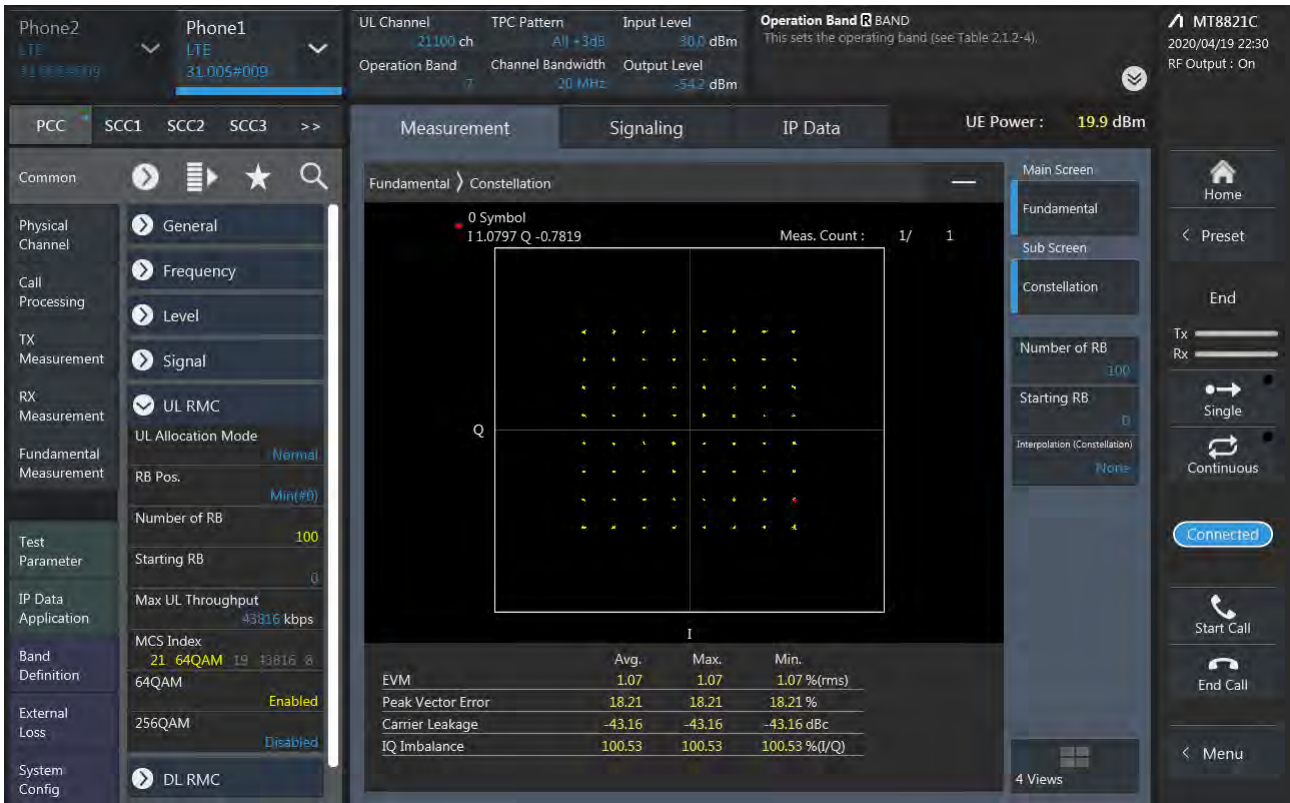 Phone2
LTE
Phone1
LTE
31.005#009
UL Channel
21100 ch
TPC Pattern
All +3dB
Input Level
30.0 dBm
Operation Band
7
Channel Bandwidth
20 MHz
Output Level
-54.2 dBm
Operation Band R BAND
This sets the operating band (see Table 2.1.2-4).
MT8821C
2020/04/19 22:30
RF Output : On
PCC SCC1 SCC2 SCC3 >>
Measurement Signaling IP Data
UE Power : 19.9 dBm
Common
Physical
Channel
Call
Processing
TX
Measurement
RX
Measurement
Fundamental
Measurement
Test
Parameter
IP Data
Application
Band
Definition
External
Loss
System
Config
General
Frequency
Level
Signal
UL RMC
UL Allocation Mode
Normal
RB Pos.
Min(#0)
Number of RB
100
Starting RB
0
Max UL Throughput
43816 kbps
MCS Index
21 64QAM 19 43816 8
64QAM
Enabled
256QAM
Disabled
DL RMC
Fundamental 〉 Constellation
0 Symbol
I 1.0797 Q -0.7819
Meas. Count : 1/ 1
Q
I
Avg. Max. Min.
EVM 1.07 1.07 1.07 %(rms)
Peak Vector Error 18.21 18.21 18.21 %
Carrier Leakage -43.16 -43.16 -43.16 dBc
IQ Imbalance 100.53 100.53 100.53 %(I/Q)
Main Screen
Fundamental
Sub Screen
Constellation
Number of RB
100
Starting RB
0
Interpolation (Constellation)
None
4 Views
Home
< Preset
End
Tx
Rx
Single
Continuous
Connected
Start Call
End Call
< Menu